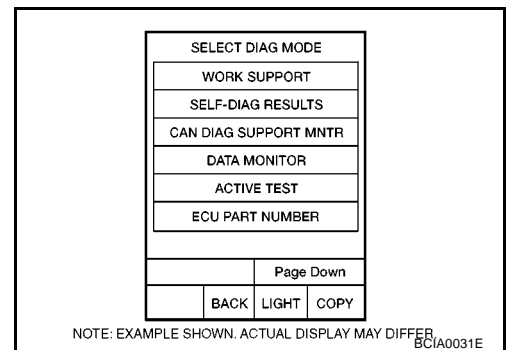 SELECT DIAG MODE
WORK SUPPORT
SELF-DIAG RESULTS
CAN DIAG SUPPORT MNTR
DATA MONITOR
ACTIVE TEST
ECU PART NUMBER
Page Down
BACK LIGHT COPY
NOTE: EXAMPLE SHOWN. ACTUAL DISPLAY MAY DIFFER.
BCIA0031E